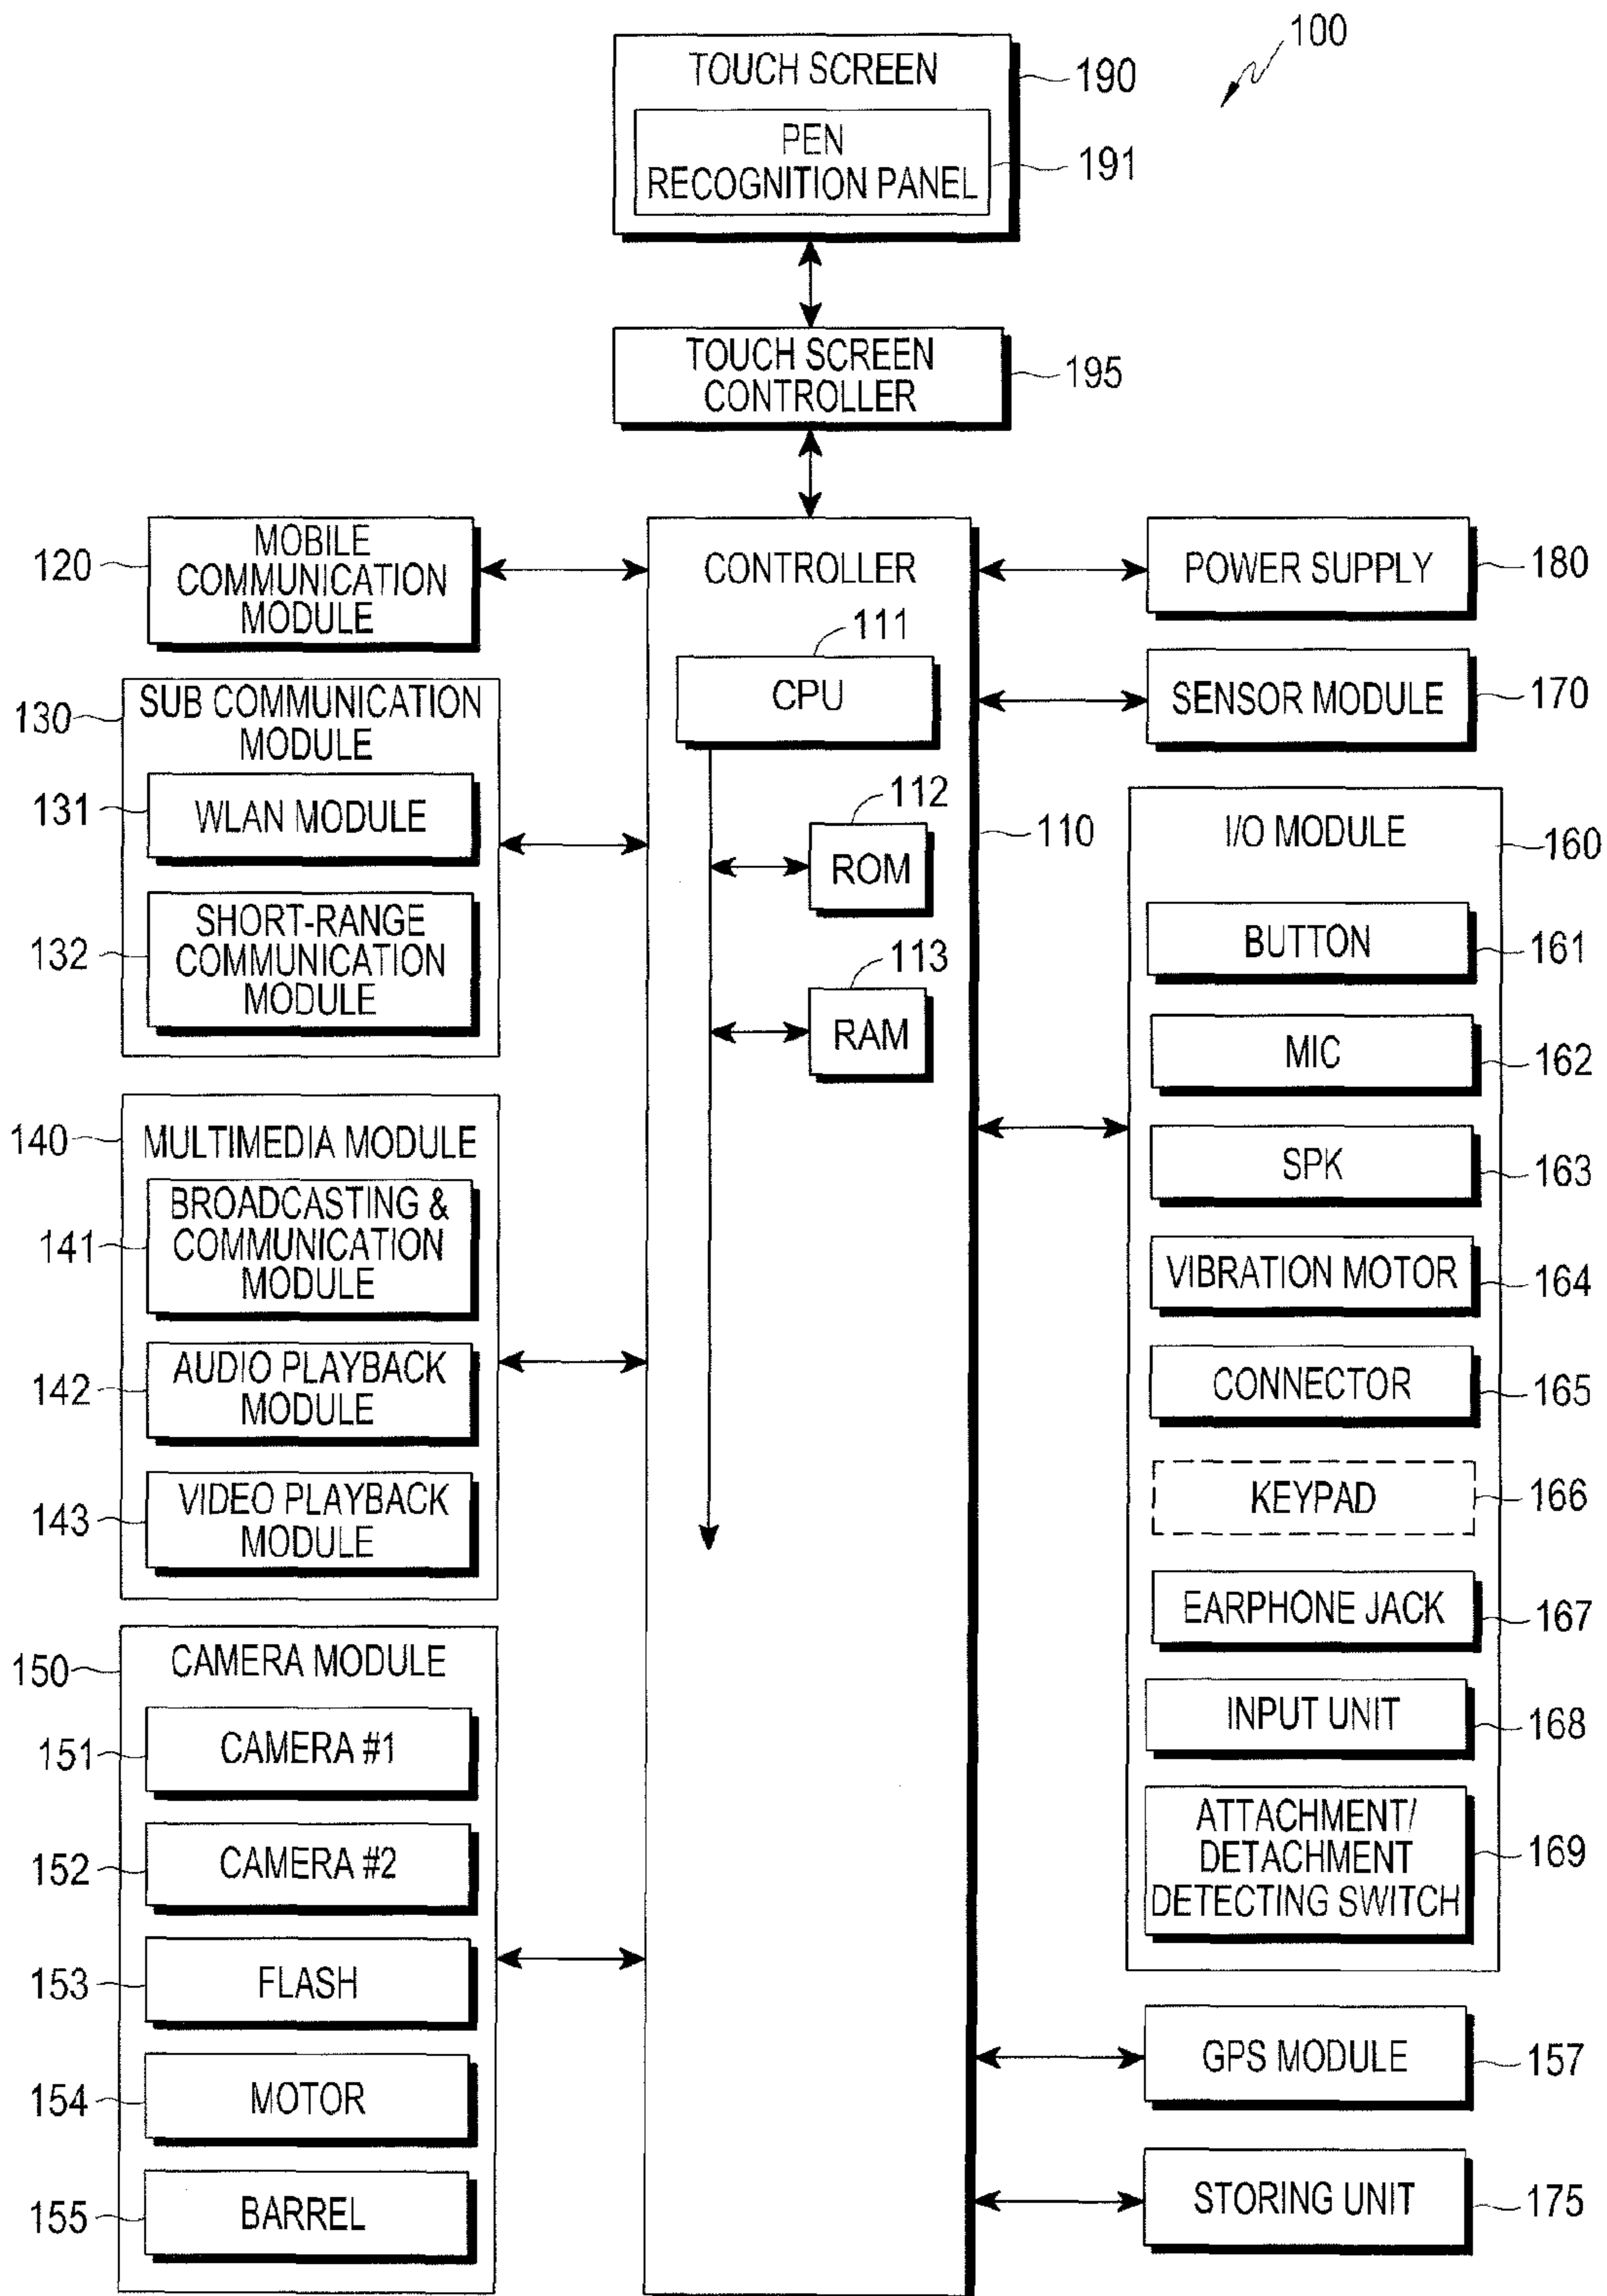 100
TOUCH SCREEN
190
PEN
RECOGNITION PANEL
191
TOUCH SCREEN
CONTROLLER
195
120
MOBILE
COMMUNICATION
MODULE
130
SUB COMMUNICATION
MODULE
131
WLAN MODULE
132
SHORT-RANGE
COMMUNICATION
MODULE
140
MULTIMEDIA MODULE
141
BROADCASTING &
COMMUNICATION
MODULE
142
AUDIO PLAYBACK
MODULE
143
VIDEO PLAYBACK
MODULE
150
CAMERA MODULE
151
CAMERA #1
152
CAMERA #2
153
FLASH
154
MOTOR
155
BARREL
CONTROLLER
111
CPU
112
ROM
110
113
RAM
POWER SUPPLY
180
SENSOR MODULE
170
I/O MODULE
160
BUTTON
161
MIC
162
SPK
163
VIBRATION MOTOR
164
CONNECTOR
165
KEYPAD
166
EARPHONE JACK
167
INPUT UNIT
168
ATTACHMENT/
DETACHMENT
DETECTING SWITCH
169
GPS MODULE
157
STORING UNIT
175